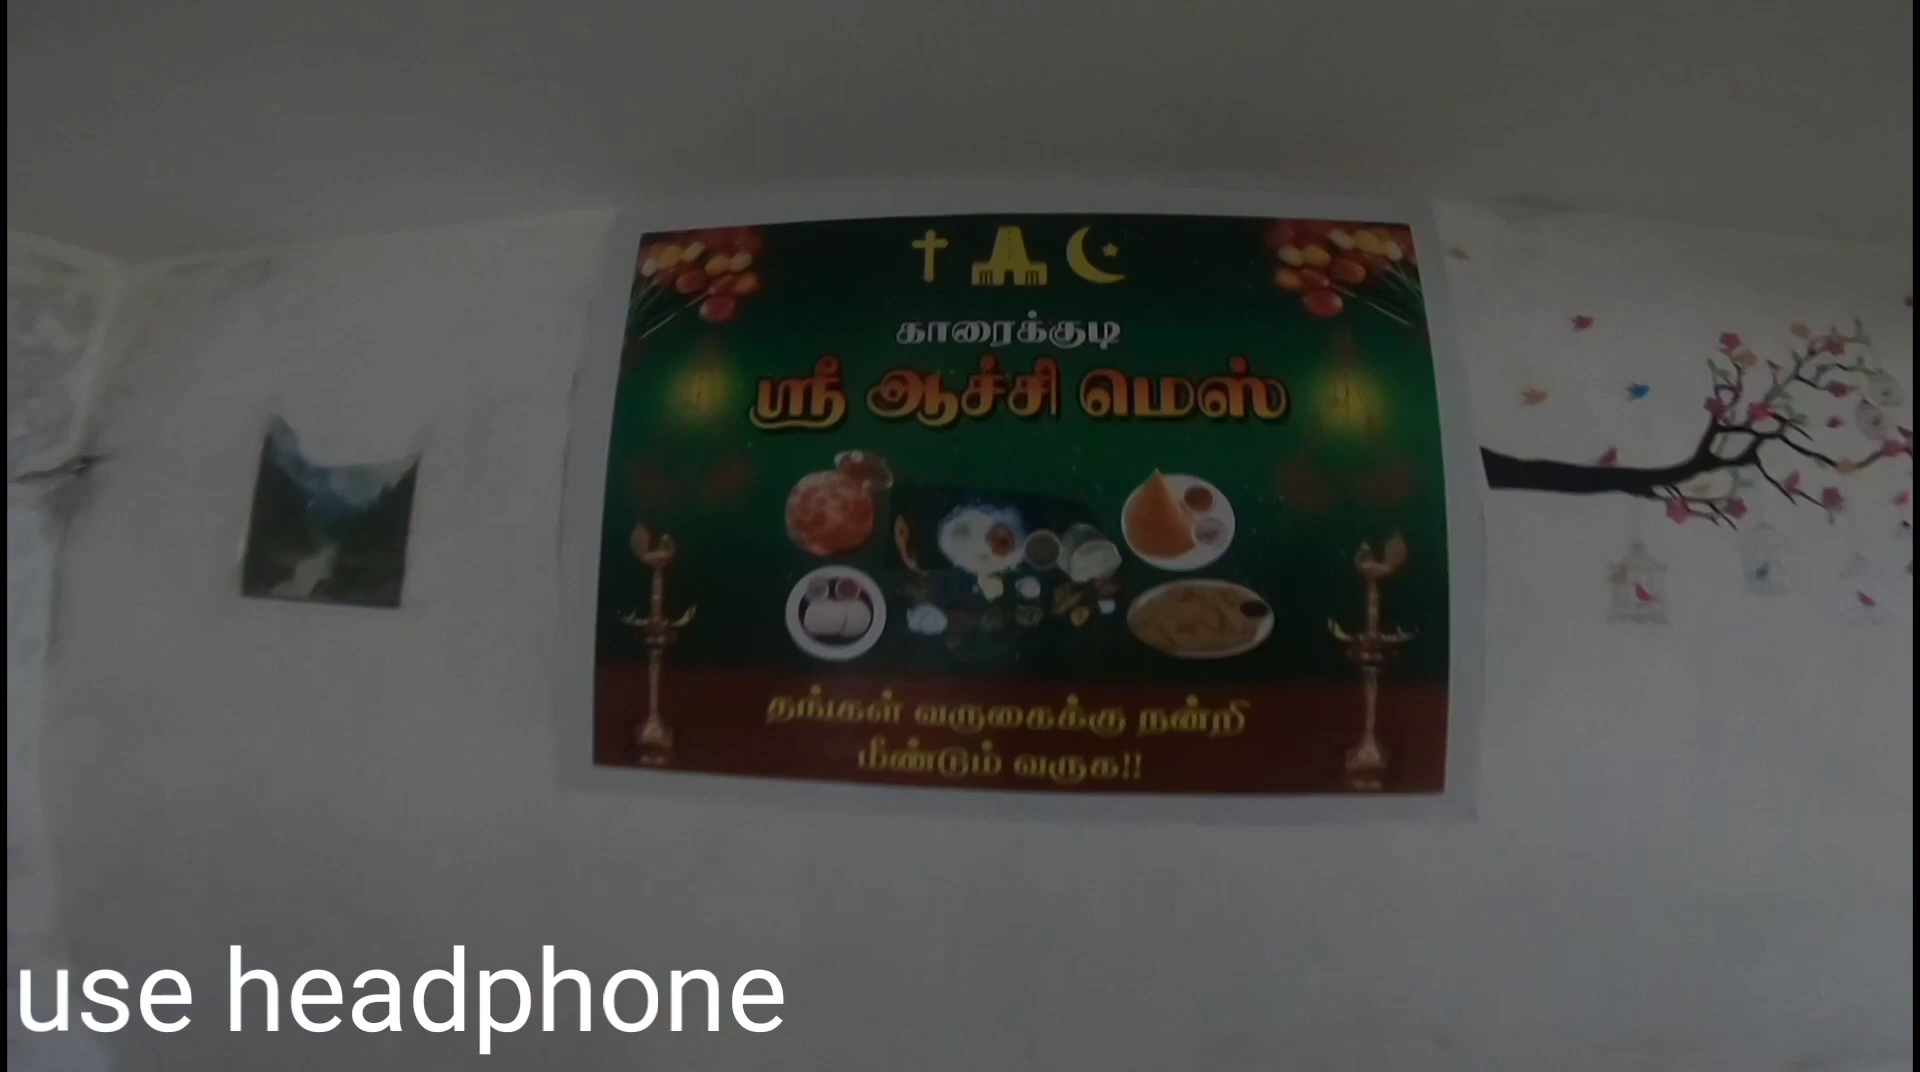 காரைக்குடி
ஸ்ரீ ஆச்சி மெஸ்
தங்கள் வருகைக்கு நன்றி
மீண்டும் வருக!!
use headphone